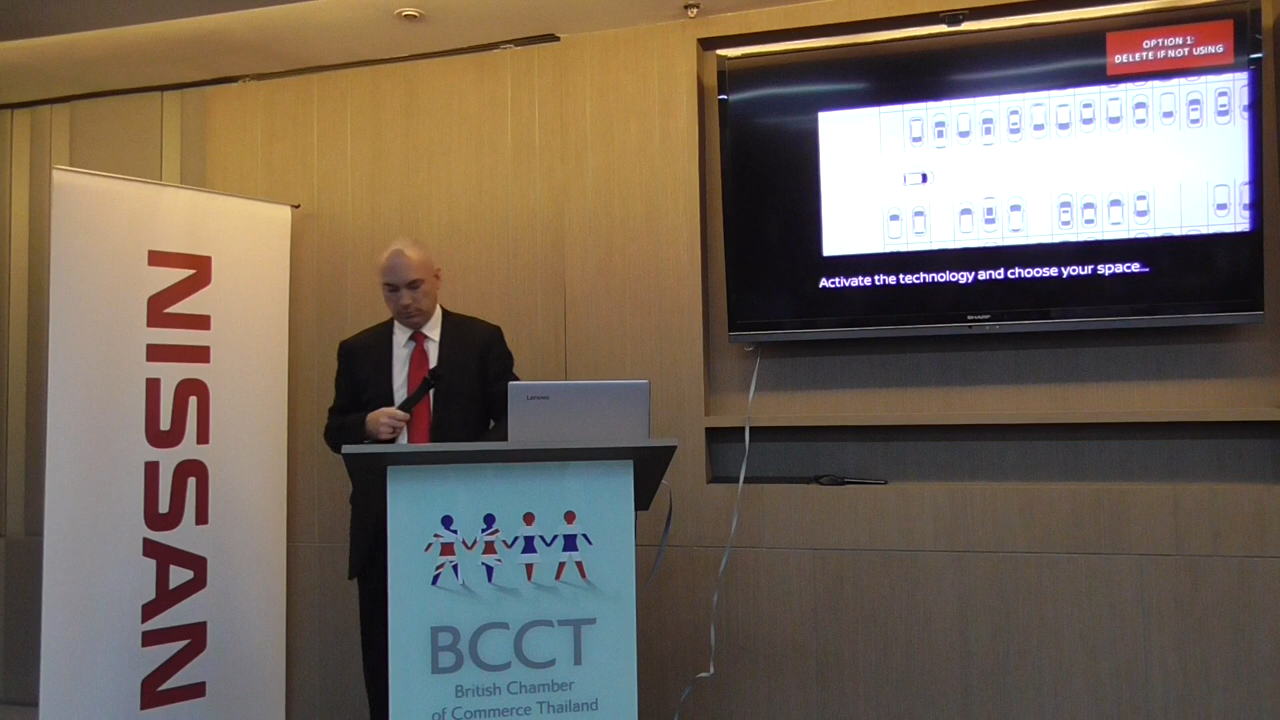 NISSAN
OPTION 1:
DELETE IF NOT USING
Activate the technology and choose your space...
SHARP
Lenovo
BCCT
British Chamber
of Commerce Thailand